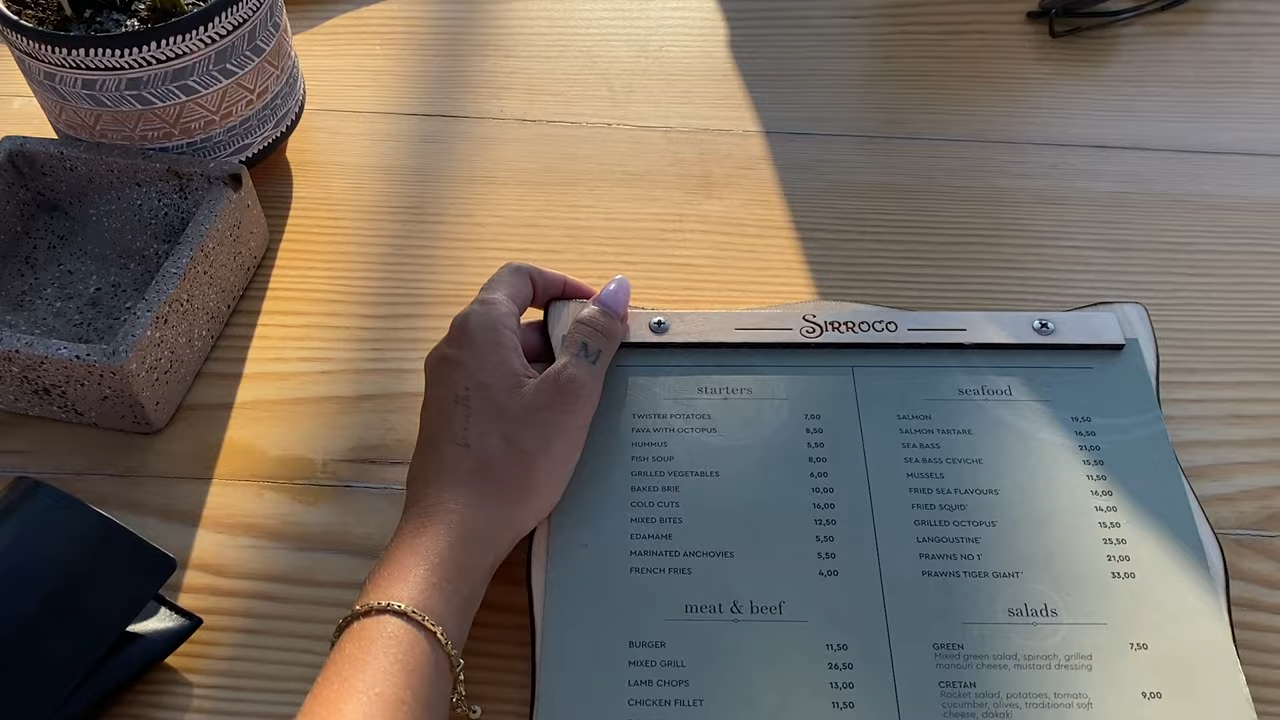 SIRROCO
starters
TWISTER POTATOES 7,00
FAVA WITH OCTOPUS 8,50
HUMMUS 5,50
FISH SOUP 8,00
GRILLED VEGETABLES 6,00
BAKED BRIE 10,00
COLD CUTS 16,00
MIXED BITES 12,50
EDAMAME 5,50
MARINATED ANCHOVIES 5,50
FRENCH FRIES 4,00
meat & beef
BURGER 11,50
MIXED GRILL 26,50
LAMB CHOPS 13,00
CHICKEN FILLET 11,50
seafood
SALMON 19,50
SALMON TARTARE 16,50
SEA BASS 21,00
SEA BASS CEVICHE 15,50
MUSSELS 11,50
FRIED SEA FLAVOURS* 16,00
FRIED SQUID* 14,00
GRILLED OCTOPUS* 15,50
LANGOUSTINE* 25,50
PRAWNS NO 1* 21,00
PRAWNS TIGER GIANT* 33,00
salads
GREEN 7,50
Mixed green salad, spinach, grilled
manouri cheese, mustard dressing
CRETAN 9,00
Rocket salad, potatoes, tomato,
cucumber, olives, traditional soft
cheese, dakaki
M